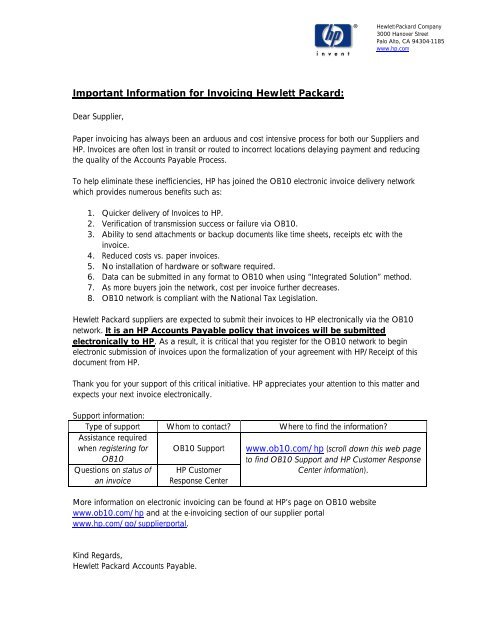 hp ®
invent
Hewlett-Packard Company
3000 Hanover Street
Palo Alto, CA 94304-1185
www.hp.com
Important Information for Invoicing Hewlett Packard:
Dear Supplier,
Paper invoicing has always been an arduous and cost intensive process for both our Suppliers and
HP. Invoices are often lost in transit or routed to incorrect locations delaying payment and reducing
the quality of the Accounts Payable Process.
To help eliminate these inefficiencies, HP has joined the OB10 electronic invoice delivery network
which provides numerous benefits such as:
1. Quicker delivery of Invoices to HP.
2. Verification of transmission success or failure via OB10.
3. Ability to send attachments or backup documents like time sheets, receipts etc with the
invoice.
4. Reduced costs vs. paper invoices.
5. No installation of hardware or software required.
6. Data can be submitted in any format to OB10 when using "Integrated Solution" method.
7. As more buyers join the network, cost per invoice further decreases.
8. OB10 network is compliant with the National Tax Legislation.
Hewlett Packard suppliers are expected to submit their invoices to HP electronically via the OB10
network. It is an HP Accounts Payable policy that invoices will be submitted
electronically to HP. As a result, it is critical that you register for the OB10 network to begin
electronic submission of invoices upon the formalization of your agreement with HP/Receipt of this
document from HP.
Thank you for your support of this critical initiative. HP appreciates your attention to this matter and
expects your next invoice electronically.
Support information:
Type of support Whom to contact? Where to find the information?
Assistance required
when registering for
OB10
OB10 Support
www.ob10.com/hp (scroll down this web page
to find OB10 Support and HP Customer Response
Center information).
Questions on status of
an invoice
HP Customer
Response Center
More information on electronic invoicing can be found at HP's page on OB10 website
www.ob10.com/hp and at the e-invoicing section of our supplier portal
www.hp.com/go/supplierportal.
Kind Regards,
Hewlett Packard Accounts Payable.